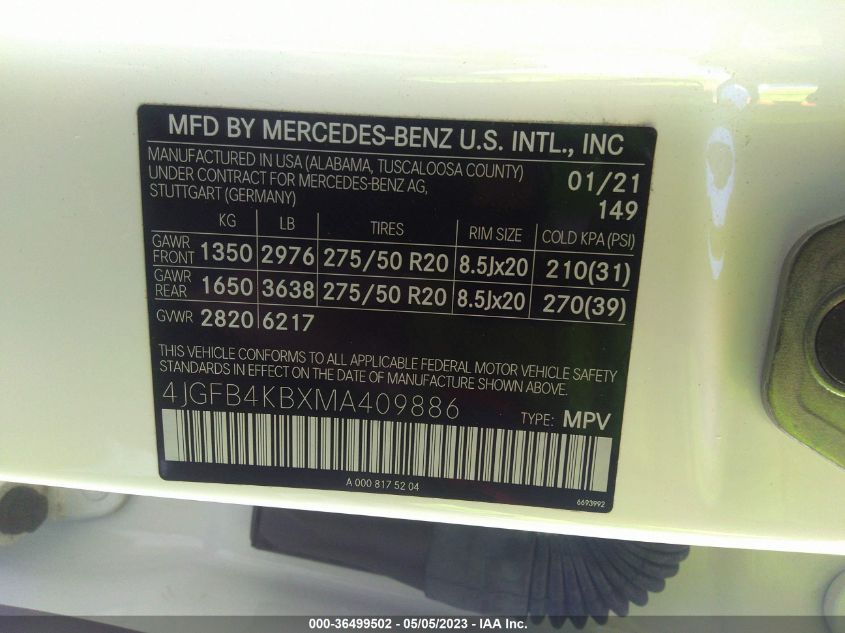 MFD BY MERCEDES-BENZ U.S. INTL., INC
MANUFACTURED IN USA (ALABAMA, TUSCALOOSA COUNTY)
UNDER CONTRACT FOR MERCEDES-BENZ AG,
STUTTGART (GERMANY)
01/21
149
KG LB TIRES RIM SIZE COLD KPA (PSI)
GAWR FRONT 1350 2976 275/50 R20 8.5Jx20 210(31)
GAWR REAR 1650 3638 275/50 R20 8.5Jx20 270(39)
GVWR 2820 6217
THIS VEHICLE CONFORMS TO ALL APPLICABLE FEDERAL MOTOR VEHICLE SAFETY
STANDARDS IN EFFECT ON THE DATE OF MANUFACTURE SHOWN ABOVE.
4JGFB4KBXMA409886 TYPE: MPV
A 000 817 52 04
6693992
000-36499502 - 05/05/2023 - IAA Inc.